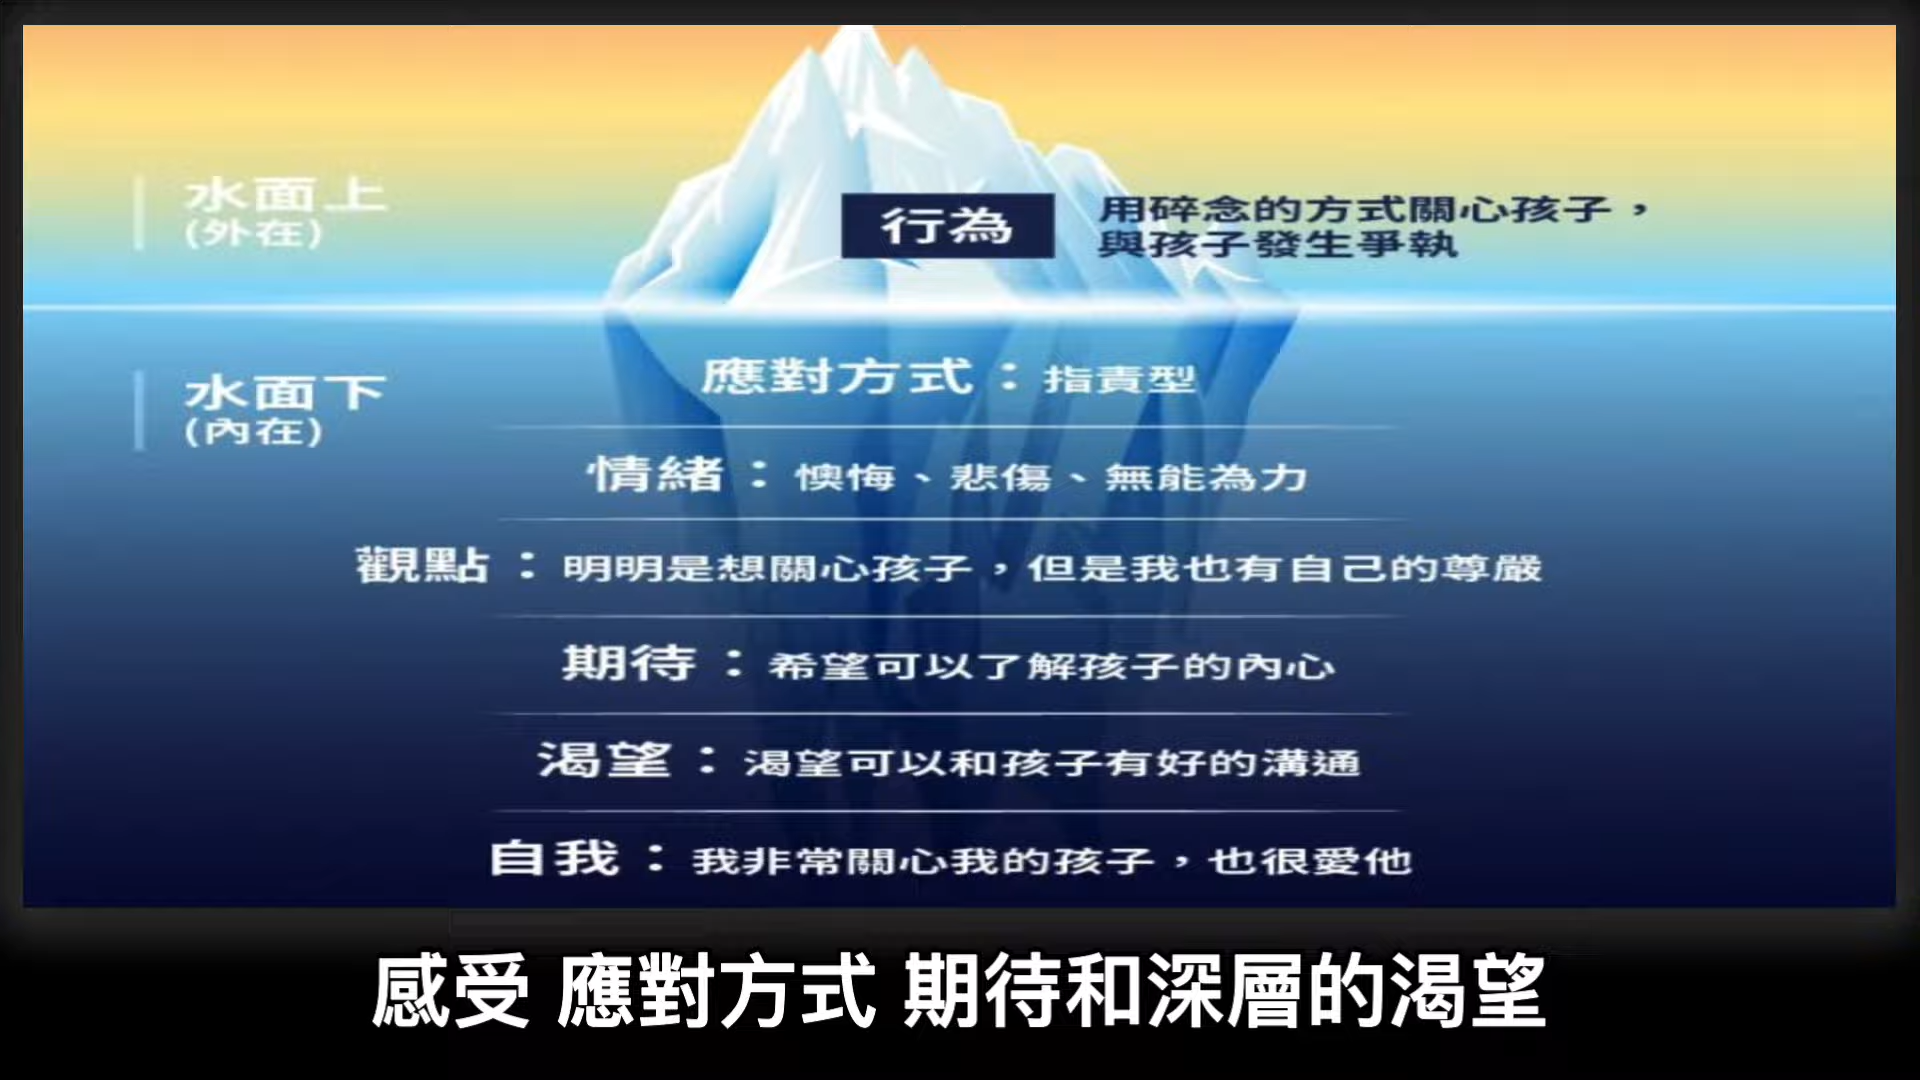 水面上
(外在)
行為
用碎念的方式關心孩子，
與孩子發生爭執
水面下
(內在)
應對方式：指責型
情緒：懊悔、悲傷、無能為力
觀點：明明是想關心孩子，但是我也有自己的尊嚴
期待：希望可以了解孩子的內心
渴望：渴望可以和孩子有好的溝通
自我：我非常關心我的孩子，也很愛他
感受 應對方式 期待和深層的渴望